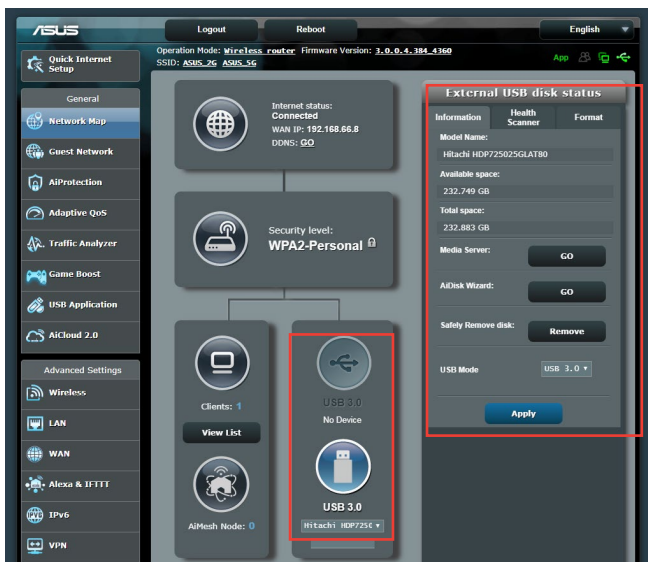 ASUS
Logout
Reboot
English
Operation Mode: Wireless router Firmware Version: 3.0.0.4.384_4360
SSID: ASUS_2G ASUS_5G
App
Quick Internet
Setup
General
Network Map
Guest Network
AiProtection
Adaptive QoS
Traffic Analyzer
Game Boost
USB Application
AiCloud 2.0
Advanced Settings
Wireless
LAN
WAN
Alexa & IFTTT
IPv6
VPN
Internet status:
Connected
WAN IP: 192.168.66.8
DDNS: GO
Security level:
WPA2-Personal
Clients: 1
View List
AiMesh Node: 0
USB 3.0
No Device
USB 3.0
Hitachi HDP725C
External USB disk status
Information
Health
Scanner
Format
Model Name:
Hitachi HDP725025GLAT80
Available space:
232.749 GB
Total space:
232.883 GB
Media Server:
GO
AiDisk Wizard:
GO
Safely Remove disk:
Remove
USB Mode
USB 3.0
Apply